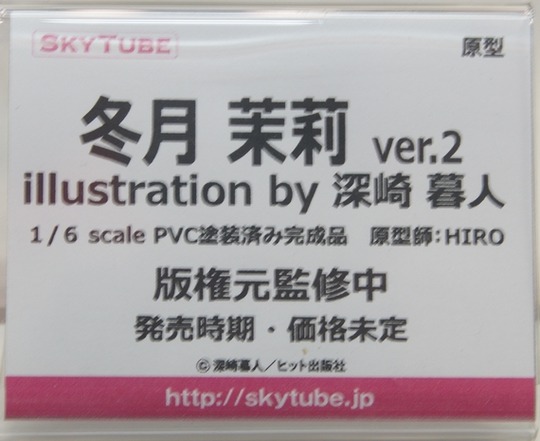 SKYTUBE 原型
冬月 茉莉 ver.2
illustration by 深崎 暮人
1/6 scale PVC塗装済み完成品 原型師:HIRO
版権元監修中
発売時期・価格未定
©深崎暮人/ヒット出版社
http://skytube.jp